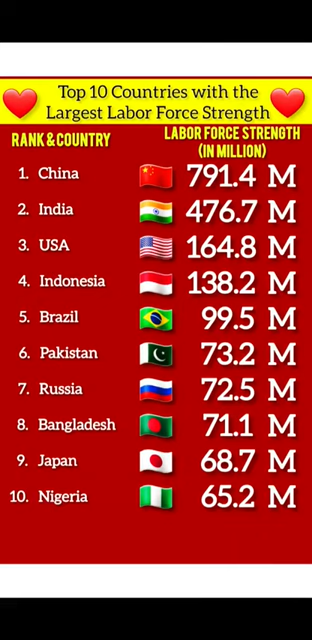 Top 10 Countries with the
Largest Labor Force Strength
RANK & COUNTRY
LABOR FORCE STRENGTH
(IN MILLION)
1. China 791.4 M
2. India 476.7 M
3. USA 164.8 M
4. Indonesia 138.2 M
5. Brazil 99.5 M
6. Pakistan 73.2 M
7. Russia 72.5 M
8. Bangladesh 71.1 M
9. Japan 68.7 M
10. Nigeria 65.2 M